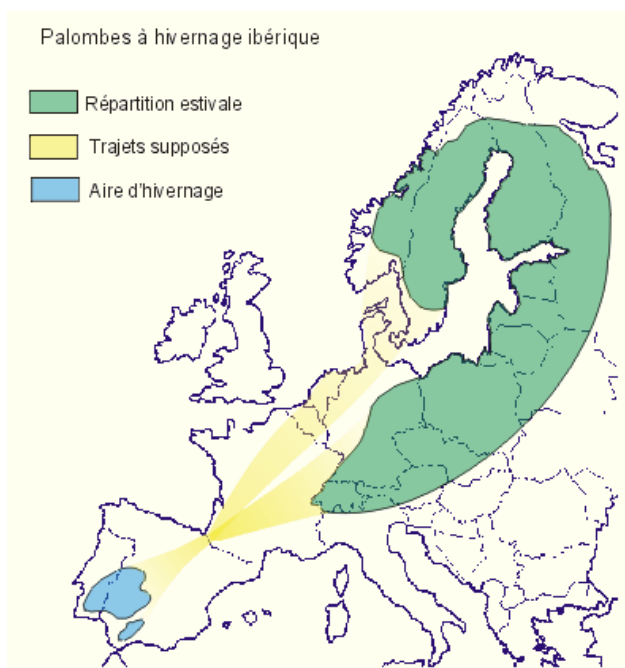 Palombes à hivernage ibérique
Répartition estivale
Trajets supposés
Aire d'hivernage